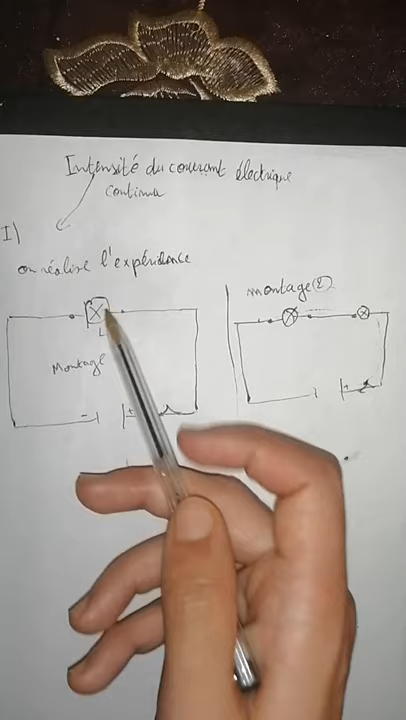 Intensité du courant électrique
continu
I)
on réalise l'expérience
montage ②
L
Montage
- +
+